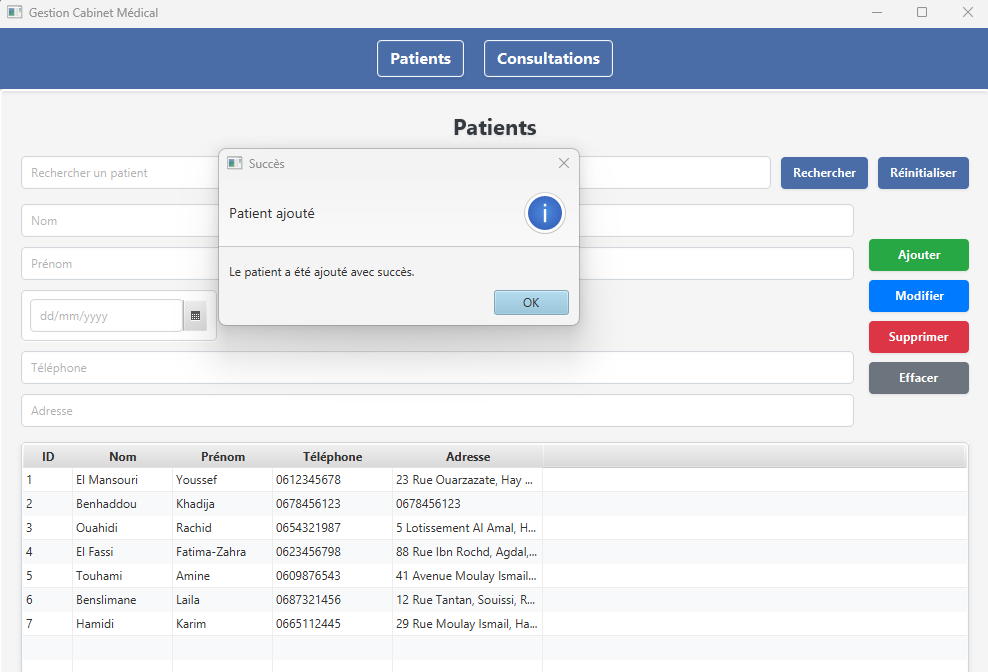 Gestion Cabinet Médical
Patients Consultations
Patients
Rechercher un patient Rechercher Réinitialiser
Succès
Patient ajouté
i
Le patient a été ajouté avec succès.
OK
Nom
Prénom
dd/mm/yyyy
Téléphone
Adresse
Ajouter
Modifier
Supprimer
Effacer
ID Nom Prénom Téléphone Adresse
1 El Mansouri Youssef 0612345678 23 Rue Ouarzazate, Hay ...
2 Benhaddou Khadija 0678456123 0678456123
3 Ouahidi Rachid 0654321987 5 Lotissement Al Amal, H...
4 El Fassi Fatima-Zahra 0623456798 88 Rue Ibn Rochd, Agdal,...
5 Touhami Amine 0609876543 41 Avenue Moulay Ismail...
6 Benslimane Laila 0687321456 12 Rue Tantan, Souissi, R...
7 Hamidi Karim 0665112445 29 Rue Moulay Ismail, Ha...